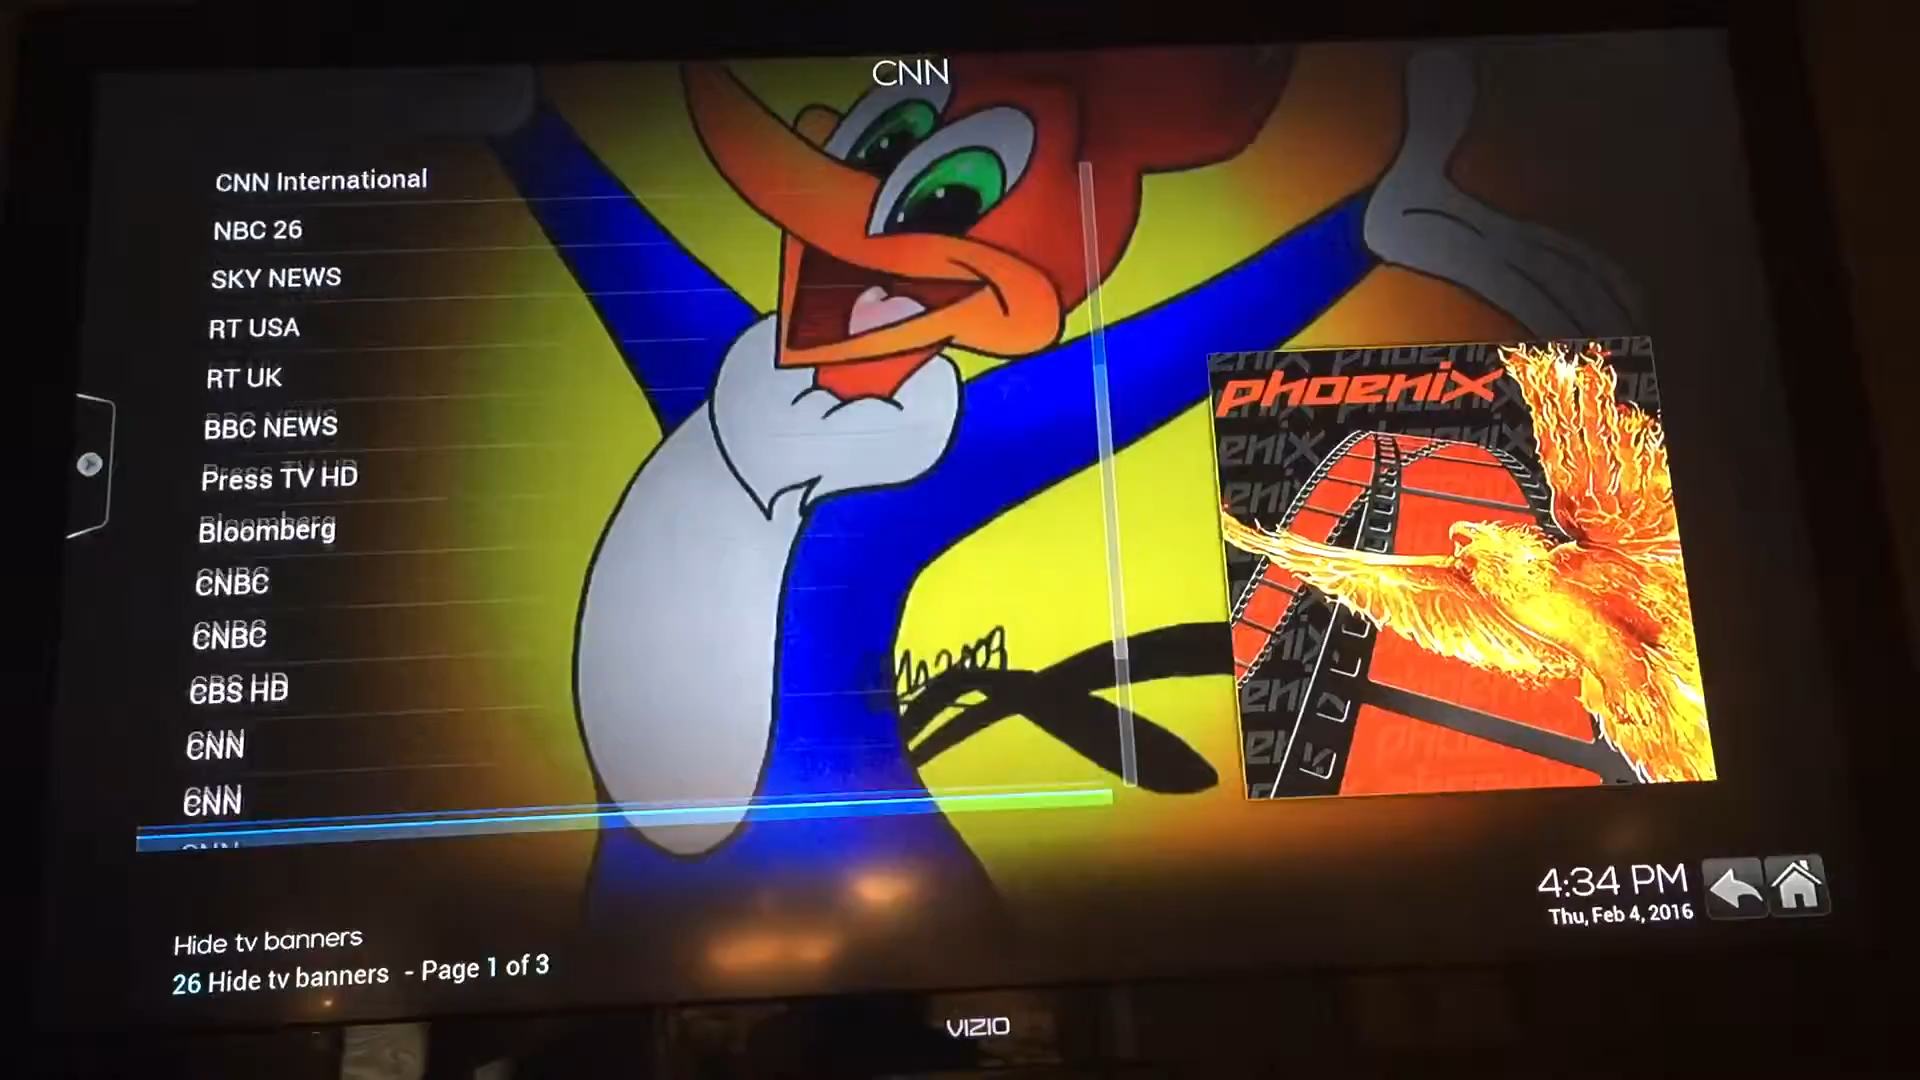 CNN
CNN International
NBC 26
SKY NEWS
RT USA
RT UK
BBC NEWS
Press TV HD
Bloomberg
CNBC
CNBC
CBS HD
CNN
CNN
CNN
phoenix
2009
4:34 PM
Thu, Feb 4, 2016
Hide tv banners
26 Hide tv banners - Page 1 of 3
VIZIO